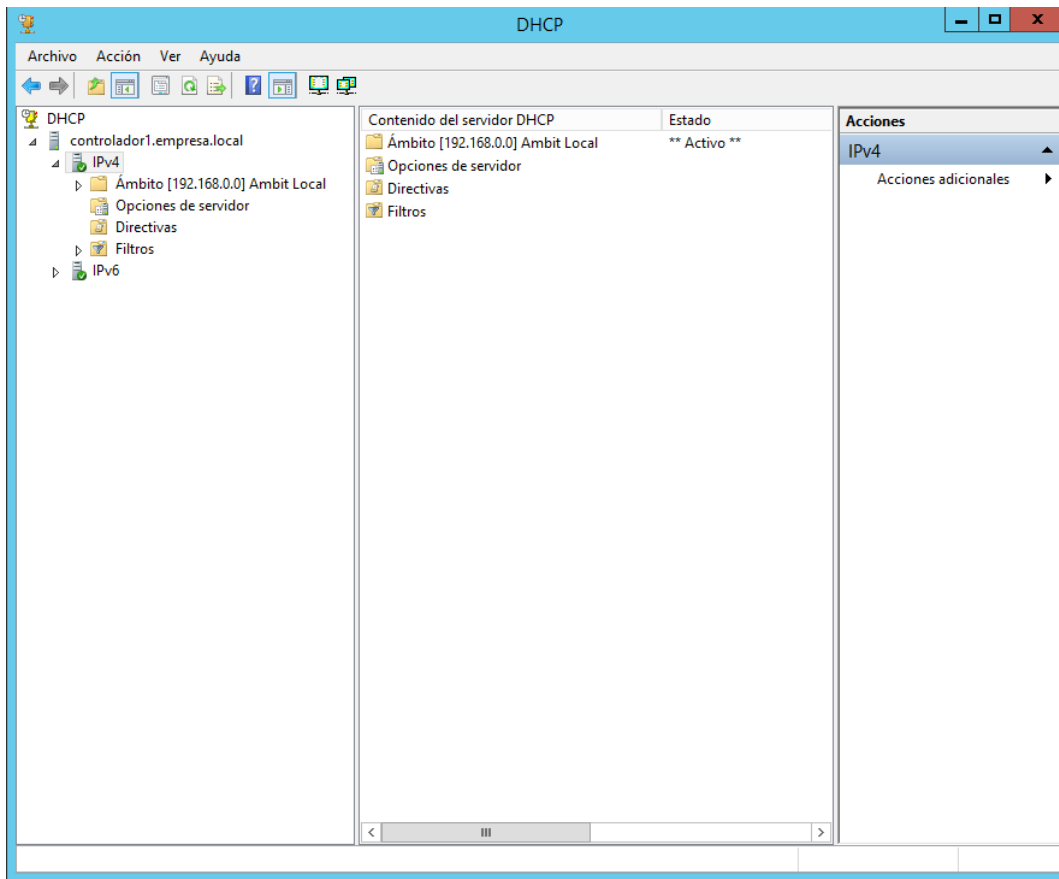 DHCP
Archivo Acción Ver Ayuda
DHCP
controlador1.empresa.local
IPv4
Ámbito [192.168.0.0] Ambit Local
Opciones de servidor
Directivas
Filtros
IPv6
Contenido del servidor DHCP Estado
Ámbito [192.168.0.0] Ambit Local ** Activo **
Opciones de servidor
Directivas
Filtros
Acciones
IPv4
Acciones adicionales